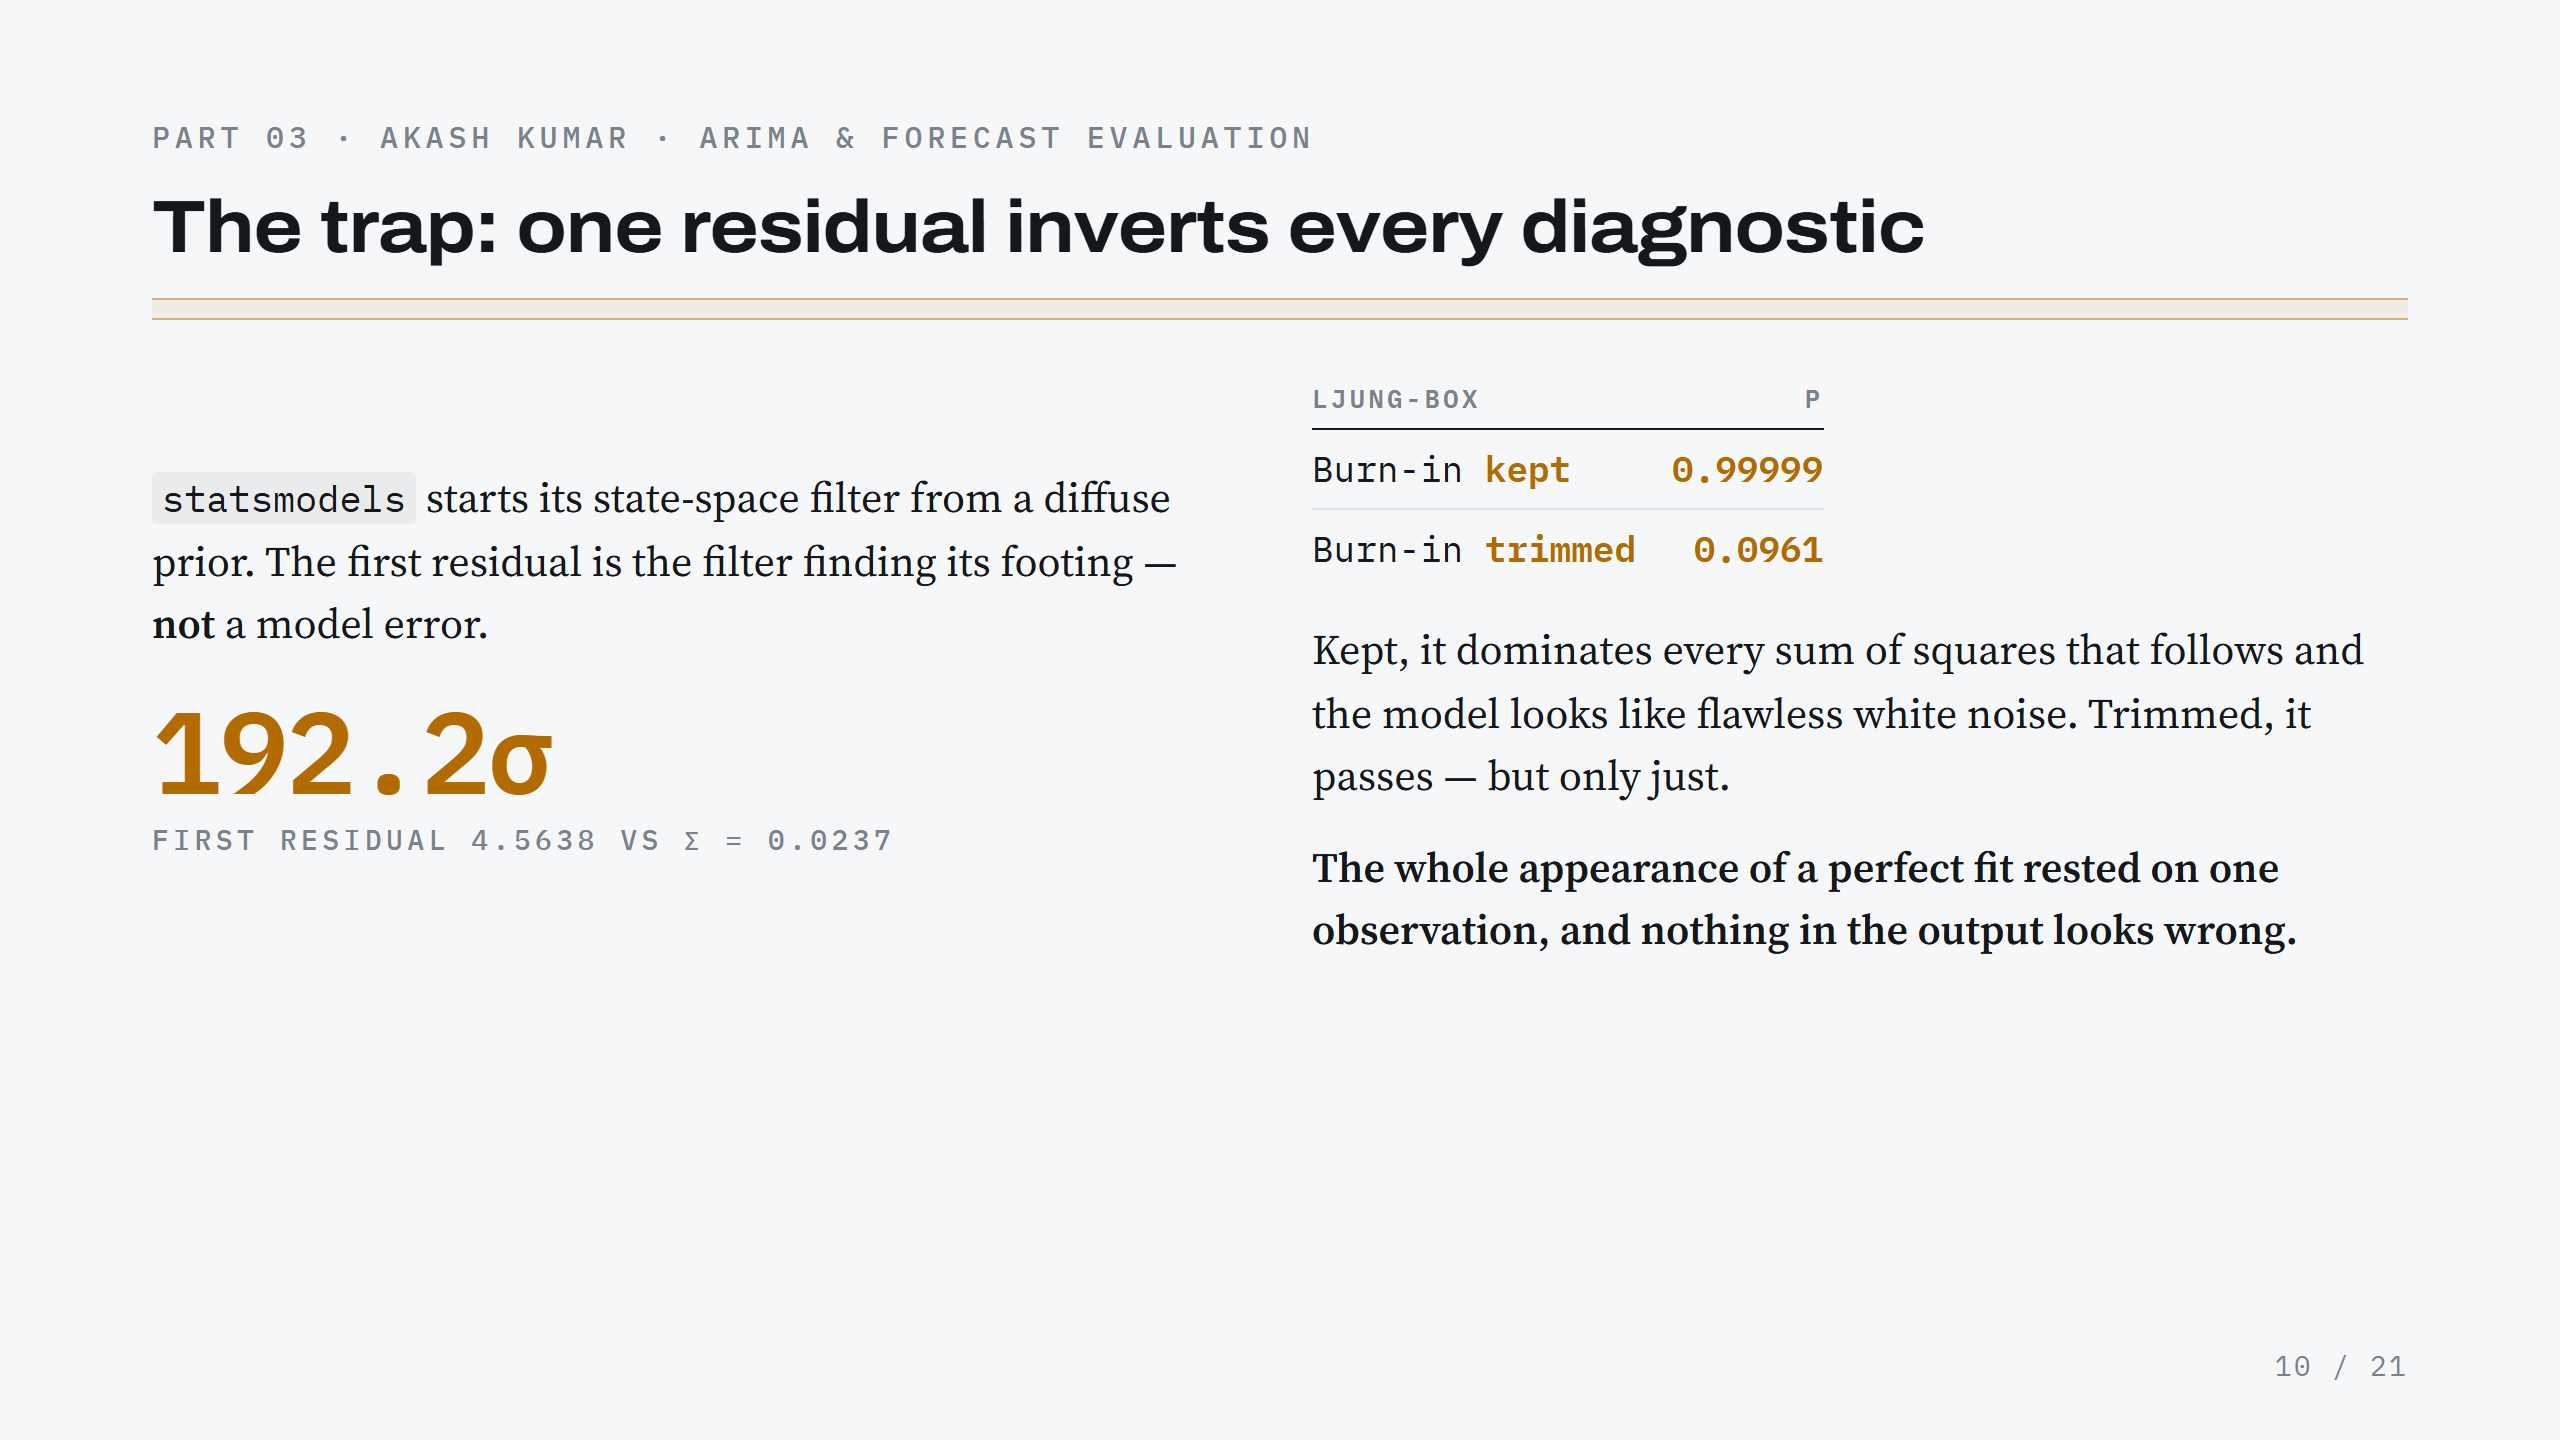 PART 03 · AKASH KUMAR · ARIMA & FORECAST EVALUATION
The trap: one residual inverts every diagnostic
statsmodels starts its state-space filter from a diffuse
prior. The first residual is the filter finding its footing —
not a model error.
192.2σ
FIRST RESIDUAL 4.5638 VS Σ = 0.0237
LJUNG-BOX P
Burn-in kept 0.99999
Burn-in trimmed 0.0961
Kept, it dominates every sum of squares that follows and
the model looks like flawless white noise. Trimmed, it
passes — but only just.
The whole appearance of a perfect fit rested on one
observation, and nothing in the output looks wrong.
10 / 21